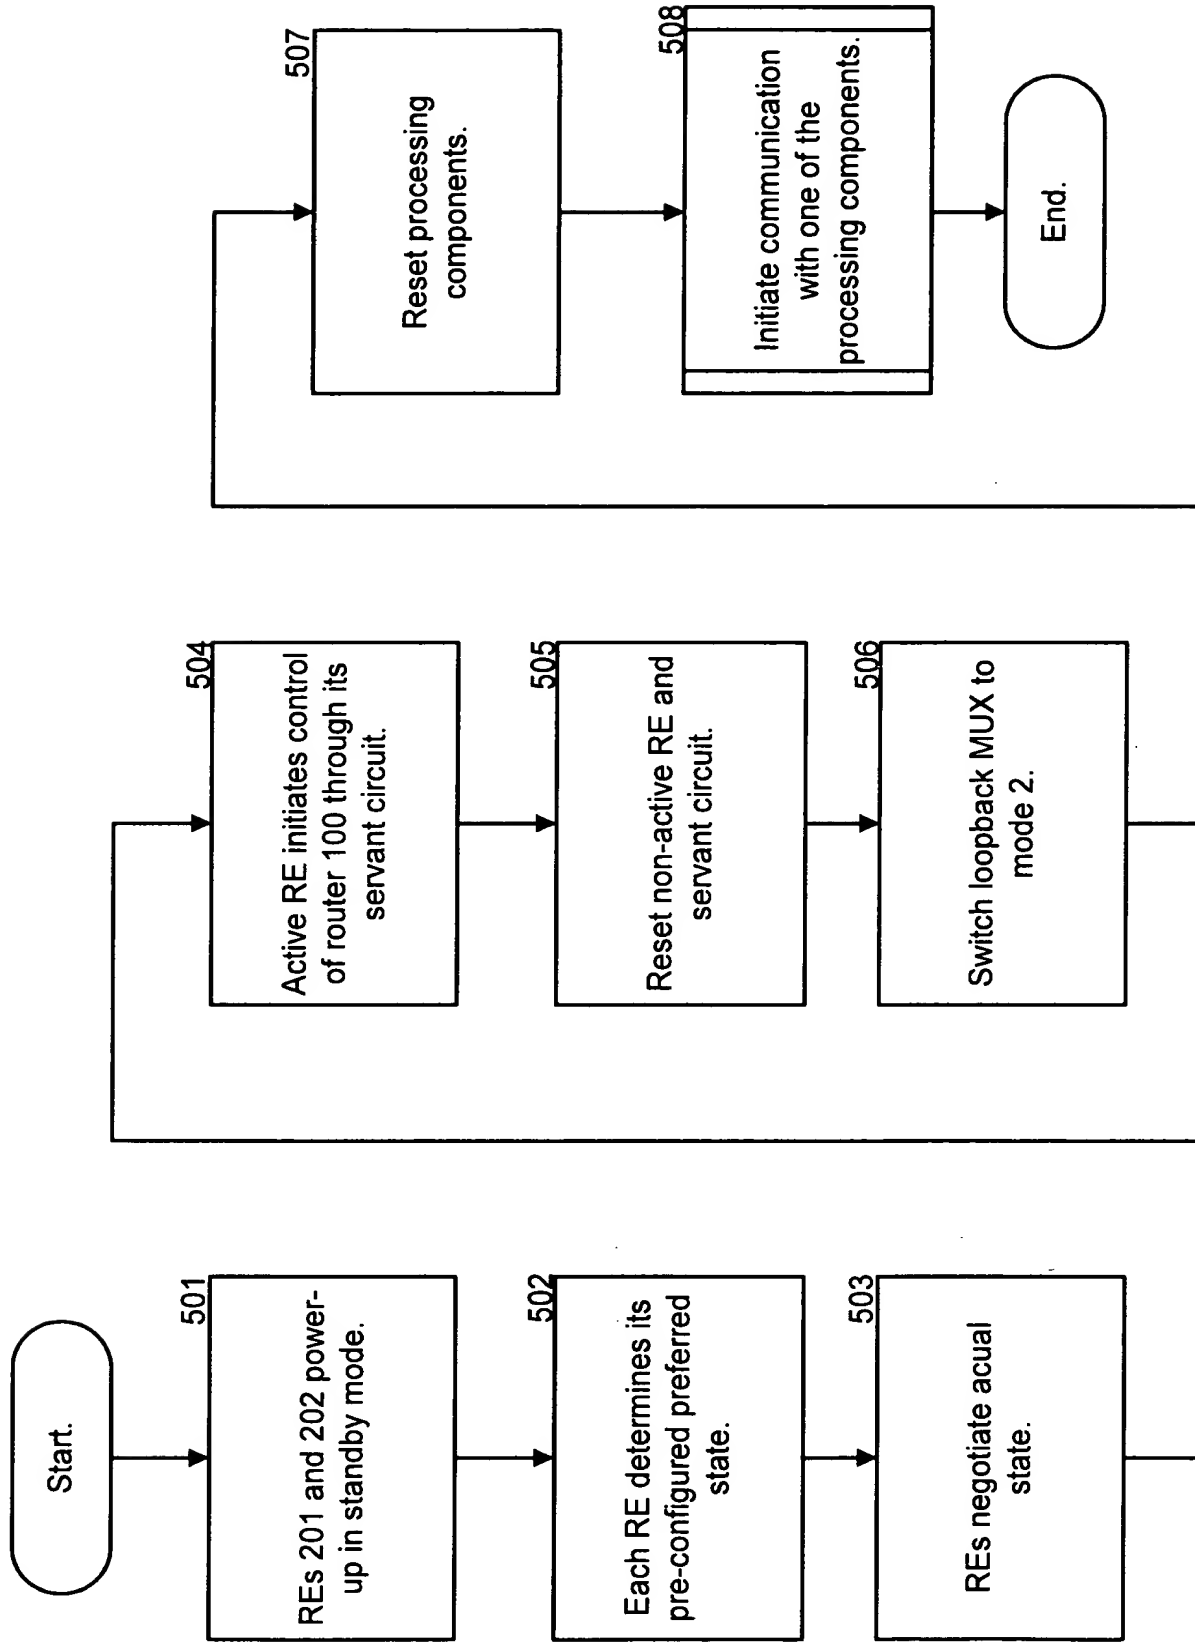 Start.
501
REs 201 and 202 power-
up in standby mode.
502
Each RE determines its
pre-configured preferred
state.
503
REs negotiate acual
state.
504
Active RE initiates control
of router 100 through its
servant circuit.
505
Reset non-active RE and
servant circuit.
506
Switch loopback MUX to
mode 2.
507
Reset processing
components.
508
Initiate communication
with one of the
processing components.
End.